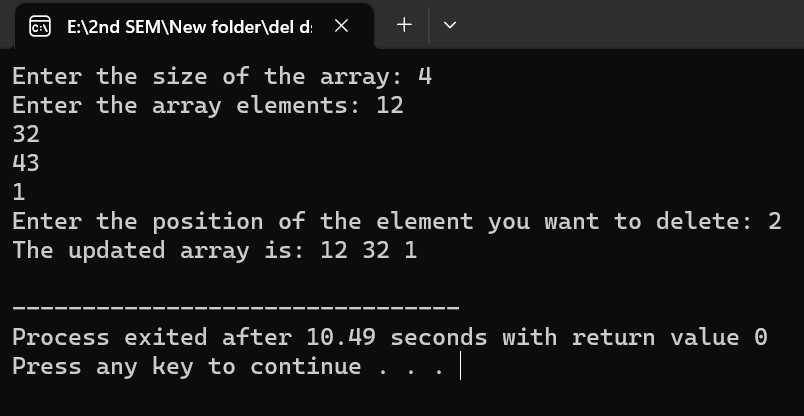 E:\2nd SEM\New folder\del d
Enter the size of the array: 4
Enter the array elements: 12
32
43
1
Enter the position of the element you want to delete: 2
The updated array is: 12 32 1
--------------------------------
Process exited after 10.49 seconds with return value 0
Press any key to continue . . .